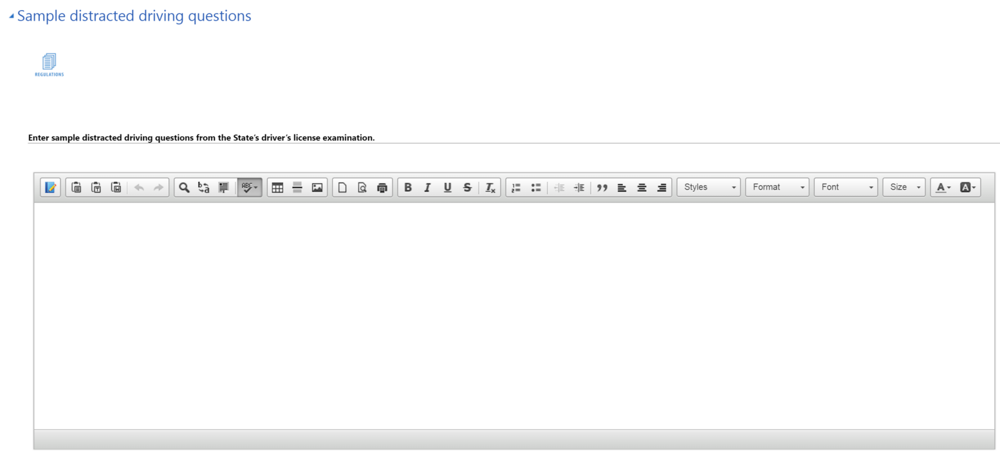 Sample distracted driving questions
REGULATIONS
Enter sample distracted driving questions from the State's driver's license examination.
ABC Styles Format Font Size